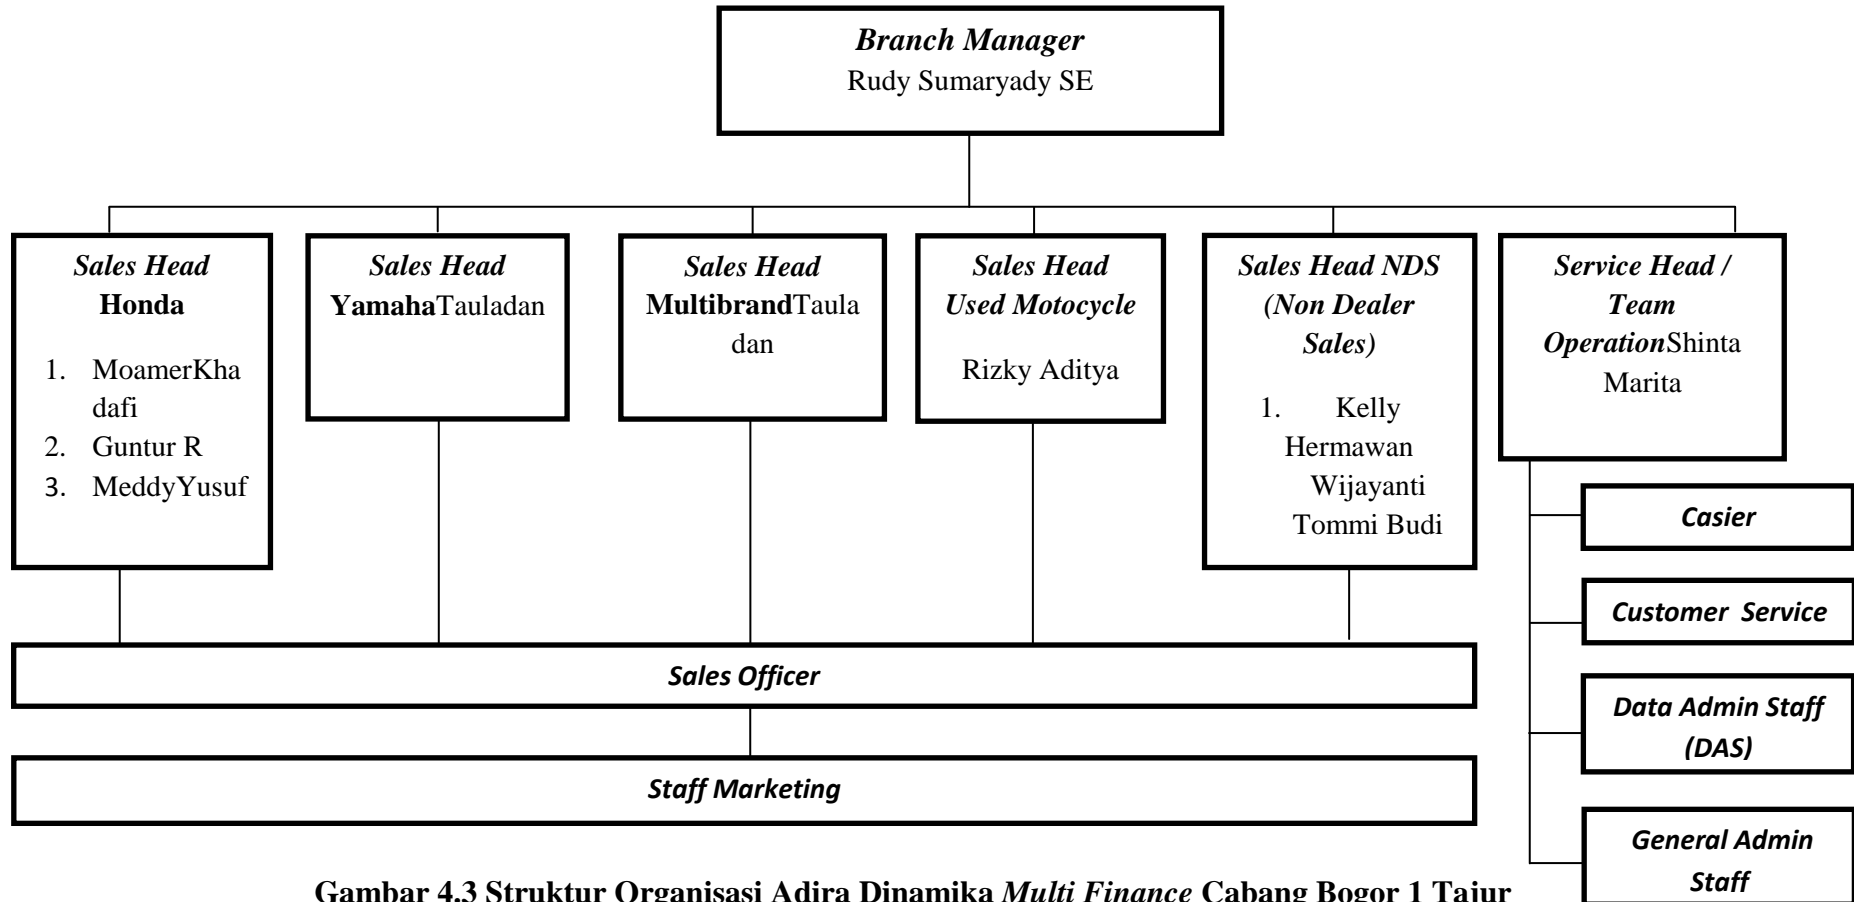 Branch Manager
Rudy Sumaryady SE
Sales Head
Honda
1. MoamerKha
dafi
2. Guntur R
3. MeddyYusuf
Sales Head
YamahaTauladan
Sales Head
MultibrandTaula
dan
Sales Head
Used Motocycle
Rizky Aditya
Sales Head NDS
(Non Dealer
Sales)
1. Kelly
Hermawan
Wijayanti
Tommi Budi
Service Head /
Team
OperationShinta
Marita
Casier
Customer Service
Data Admin Staff
(DAS)
General Admin
Staff
Sales Officer
Staff Marketing
Gambar 4.3 Struktur Organisasi Adira Dinamika Multi Finance Cabang Bogor 1 Tajur